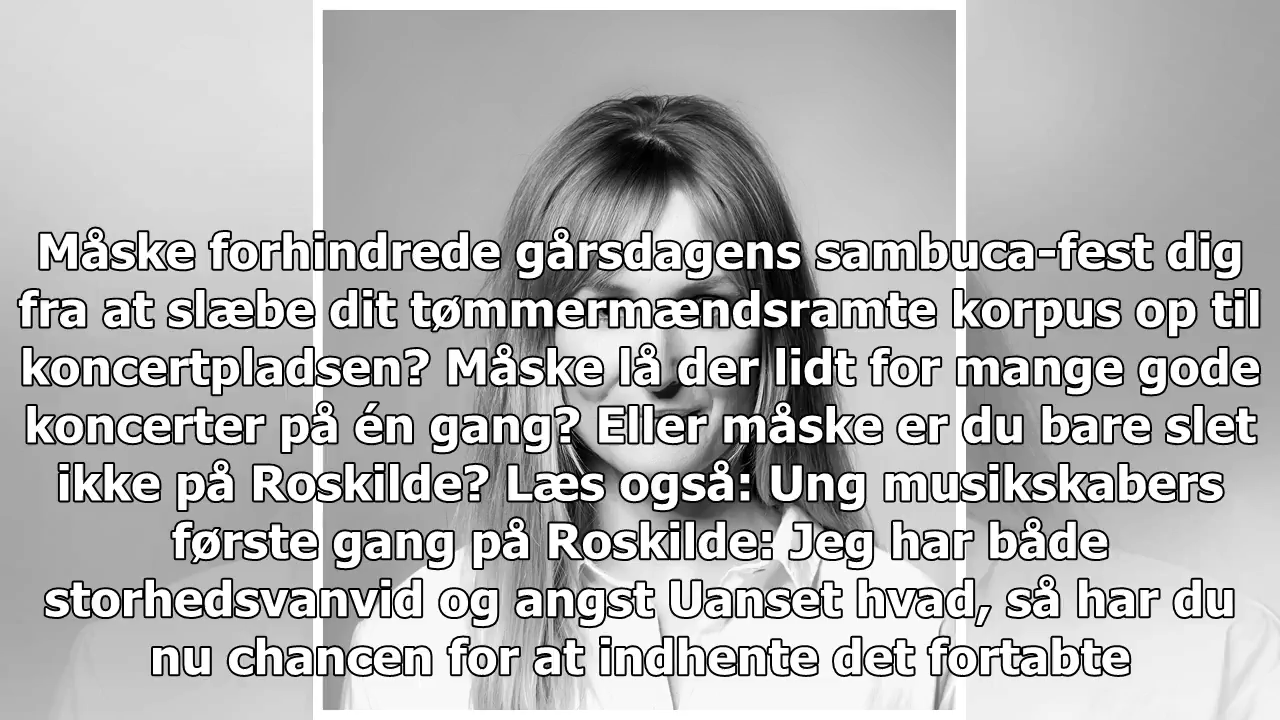 Måske forhindrede gårsdagens sambuca-fest dig
fra at slæbe dit tømmermændsramte korpus op til
koncertpladsen? Måske lå der lidt for mange gode
koncerter på én gang? Eller måske er du bare slet
ikke på Roskilde? Læs også: Ung musikskabers
første gang på Roskilde: Jeg har både
storhedsvanvid og angst Uanset hvad, så har du
nu chancen for at indhente det fortabte